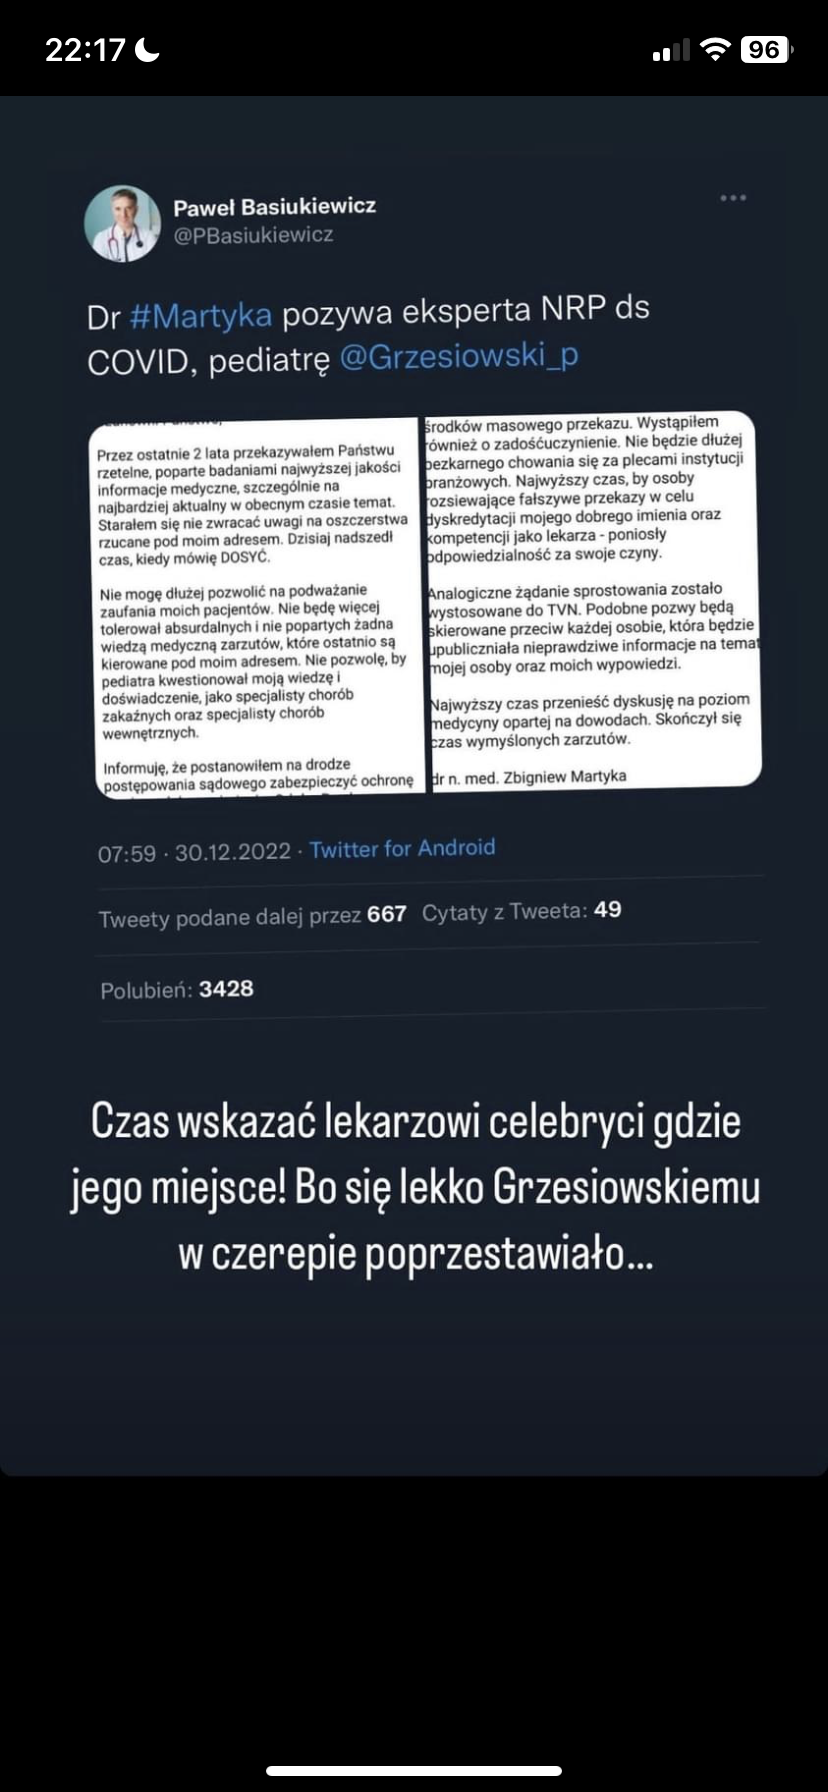 22:17
96
Paweł Basiukiewicz
@PBasiukiewicz
Dr #Martyka pozywa eksperta NRP ds
COVID, pediatrę @Grzesiowski_p
Przez ostatnie 2 lata przekazywałem Państwu
rzetelne, poparte badaniami najwyższej jakości
informacje medyczne, szczególnie na
najbardziej aktualny w obecnym czasie temat.
Starałem się nie zwracać uwagi na oszczerstwa
rzucane pod moim adresem. Dzisiaj nadszedł
czas, kiedy mówię DOSYĆ.
Nie mogę dłużej pozwolić na podważanie
zaufania moich pacjentów. Nie będę więcej
tolerował absurdalnych i nie popartych żadna
wiedzą medyczną zarzutów, które ostatnio są
kierowane pod moim adresem. Nie pozwolę, by
pediatra kwestionował moją wiedzę i
doświadczenie, jako specjalisty chorób
zakaźnych oraz specjalisty chorób
wewnętrznych.
Informuję, że postanowiłem na drodze
postępowania sądowego zabezpieczyć ochronę
środków masowego przekazu. Wystąpiłem
również o zadośćuczynienie. Nie będzie dłużej
bezkarnego chowania się za plecami instytucji
branżowych. Najwyższy czas, by osoby
rozsiewające fałszywe przekazy w celu
dyskredytacji mojego dobrego imienia oraz
kompetencji jako lekarza - poniosły
odpowiedzialność za swoje czyny.
Analogiczne żądanie sprostowania zostało
wystosowane do TVN. Podobne pozwy będą
skierowane przeciw każdej osobie, która będzie
upubliczniała nieprawdziwe informacje na temat
mojej osoby oraz moich wypowiedzi.
Najwyższy czas przenieść dyskusję na poziom
medycyny opartej na dowodach. Skończył się
czas wymyślonych zarzutów.
dr n. med. Zbigniew Martyka
07:59 · 30.12.2022 · Twitter for Android
Tweety podane dalej przez 667 Cytaty z Tweeta: 49
Polubień: 3428
Czas wskazać lekarzowi celebryci gdzie
jego miejsce! Bo się lekko Grzesiowskiemu
w czerepie poprzestawiało...